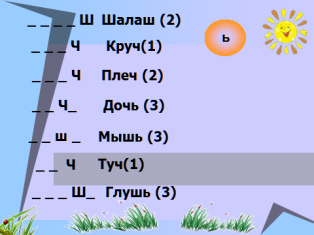 _ _ _ _ Ш Шалаш (2)
ь
_ _ _ Ч Круч(1)
_ _ _ Ч Плеч (2)
_ _ Ч_ Дочь (3)
_ _ ш _ Мышь (3)
_ _ Ч Туч(1)
_ _ _ Ш_ Глушь (3)